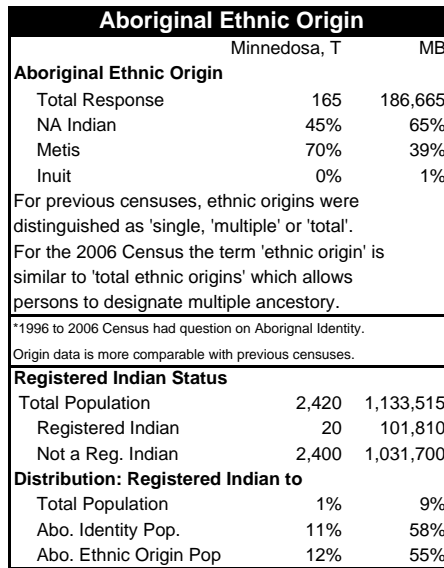 Aboriginal Ethnic Origin
Minnedosa, T MB
Aboriginal Ethnic Origin
Total Response 165 186,665
NA Indian 45% 65%
Metis 70% 39%
Inuit 0% 1%
For previous censuses, ethnic origins were
distinguished as 'single, 'multiple' or 'total'.
For the 2006 Census the term 'ethnic origin' is
similar to 'total ethnic origins' which allows
persons to designate multiple ancestory.
*1996 to 2006 Census had question on Aborignal Identity.
Origin data is more comparable with previous censuses.
Registered Indian Status
Total Population 2,420 1,133,515
Registered Indian 20 101,810
Not a Reg. Indian 2,400 1,031,700
Distribution: Registered Indian to
Total Population 1% 9%
Abo. Identity Pop. 11% 58%
Abo. Ethnic Origin Pop 12% 55%